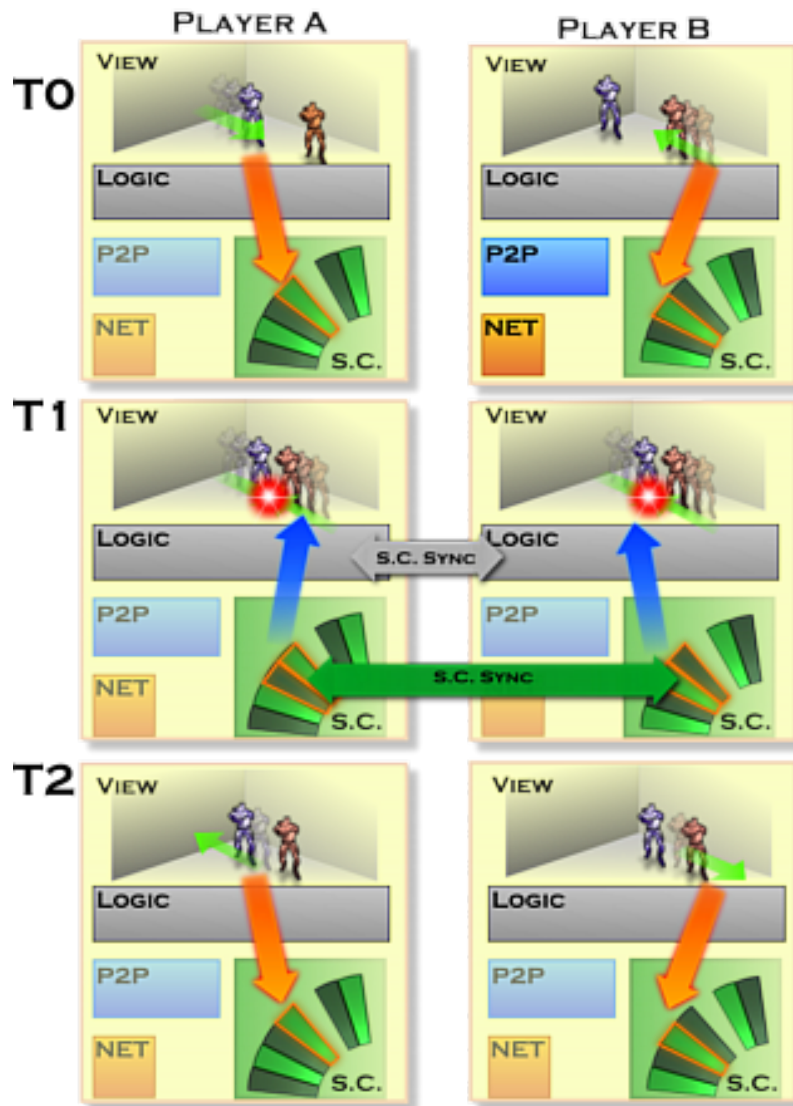 PLAYER A
PLAYER B
T0
VIEW
LOGIC
P2P
NET
S.C.
VIEW
LOGIC
P2P
NET
S.C.
T1
VIEW
LOGIC
P2P
NET
S.C.
VIEW
LOGIC
P2P
S.C.
S.C. SYNC
S.C. SYNC
T2
VIEW
LOGIC
P2P
NET
S.C.
VIEW
LOGIC
P2P
NET
S.C.